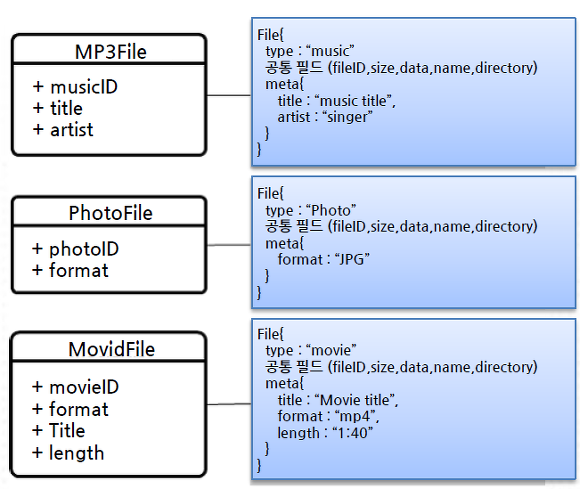 MP3File
+ musicID
+ title
+ artist
File{
type : “music”
공통 필드 (fileID,size,data,name,directory)
meta{
title : “music title”,
artist : “singer”
}
}
PhotoFile
+ photoID
+ format
File{
type : “Photo”
공통 필드 (fileID,size,data,name,directory)
meta{
format : “JPG”
}
}
MovidFile
+ movieID
+ format
+ Title
+ length
File{
type : “movie”
공통 필드 (fileID,size,data,name,directory)
meta{
title : “Movie title”,
format : “mp4”,
length : “1:40”
}
}